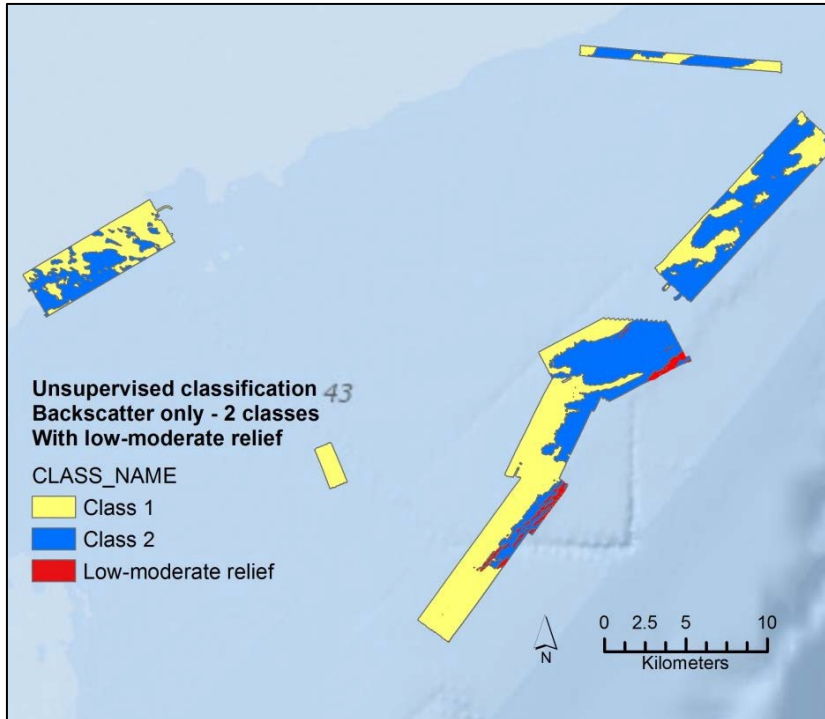 Unsupervised classification
43
Backscatter only - 2 classes
With low-moderate relief
CLASS_NAME
Class 1
Class 2
Low-moderate relief
N
0 2.5 5 10
Kilometers